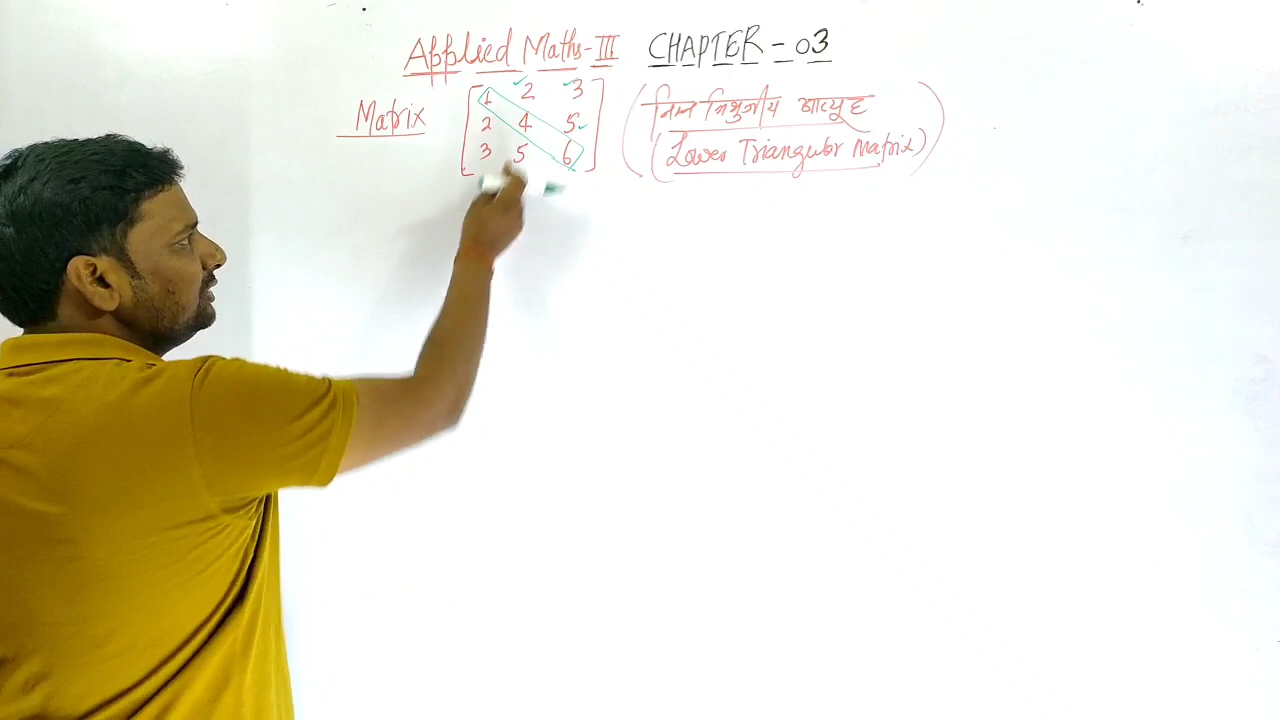 Applied Maths-III CHAPTER-03
Matrix [1 2 3 (निम्न त्रिभुजीय आव्यूह
2 4 5
3 5 6] (Lower Triangular Matrix))